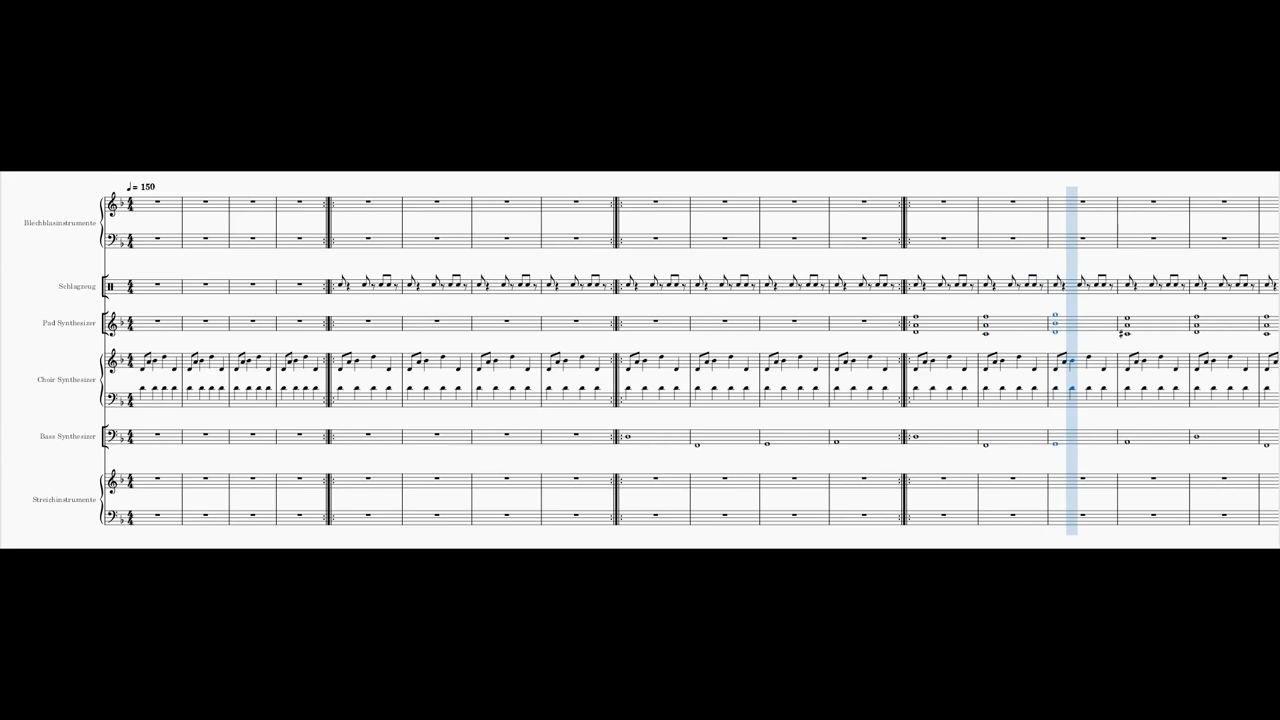 ♩= 150
Blechblasinstrumente
Schlagzeug
Pad Synthesizer
Choir Synthesizer
Bass Synthesizer
Streichinstrumente